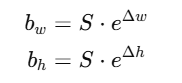 b_w = S · e^{Δw}
b_h = S · e^{Δh}